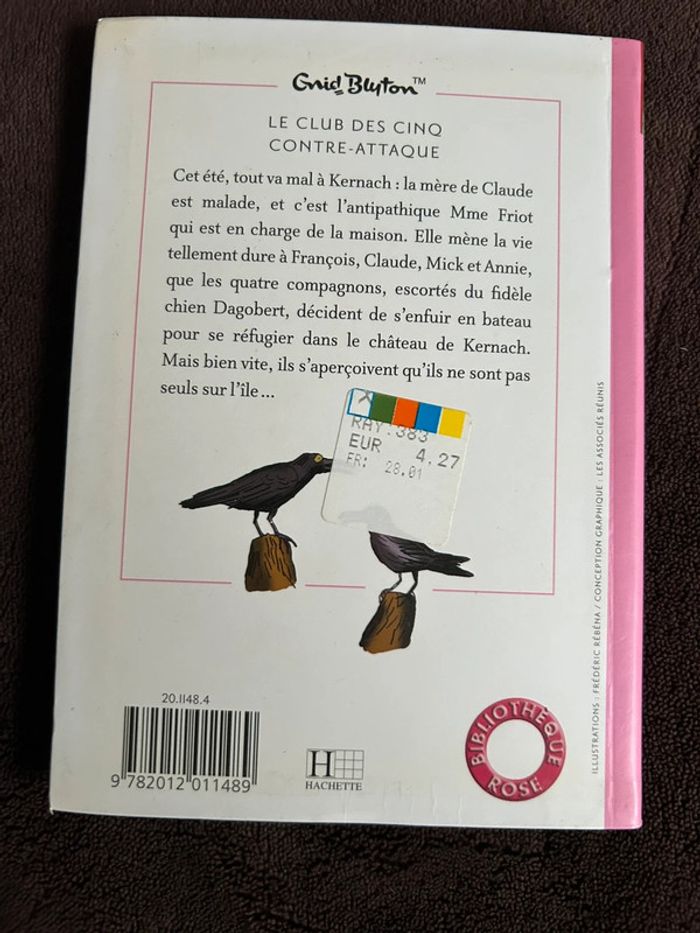 Enid Blyton™
LE CLUB DES CINQ
CONTRE-ATTAQUE
Cet été, tout va mal à Kernach : la mère de Claude
est malade, et c'est l'antipathique Mme Friot
qui est en charge de la maison. Elle mène la vie
tellement dure à François, Claude, Mick et Annie,
que les quatre compagnons, escortés du fidèle
chien Dagobert, décident de s'enfuir en bateau
pour se réfugier dans le château de Kernach.
Mais bien vite, ils s'aperçoivent qu'ils ne sont pas
seuls sur l'île...
RAY: 383
EUR 4,27
FR: 28.01
20.1148.4
9 782012 011489
H
HACHETTE
BIBLIOTHÈQUE
ROSE
ILLUSTRATIONS : FRÉDÉRIC RÉBÉNA / CONCEPTION GRAPHIQUE : LES ASSOCIÉS RÉUNIS